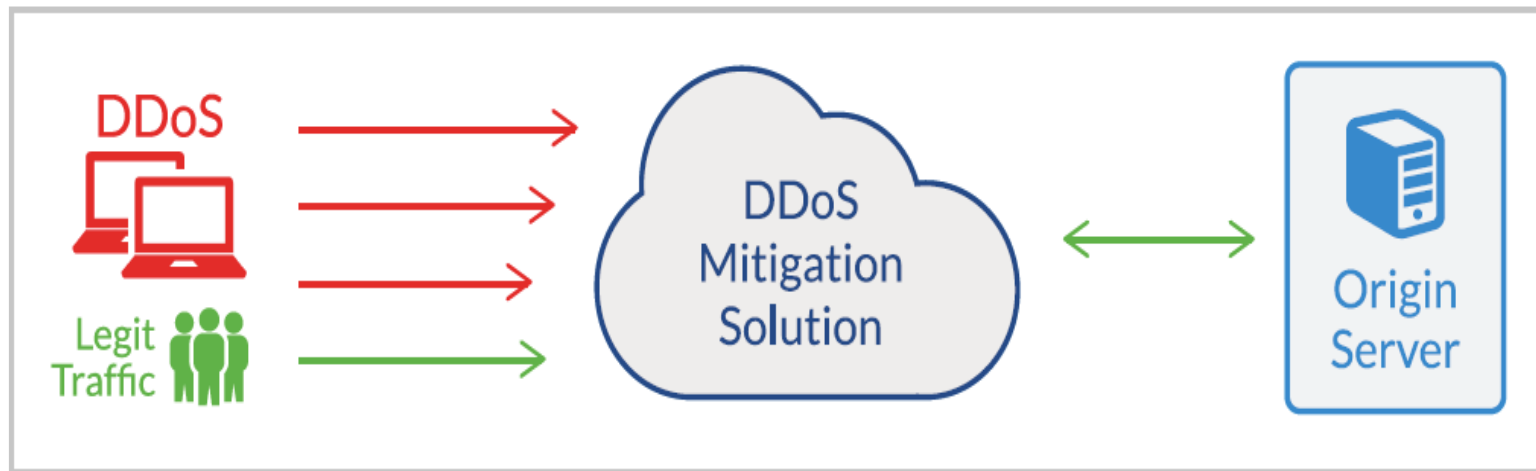 DDoS
Legit
Traffic
DDoS
Mitigation
Solution
Origin
Server